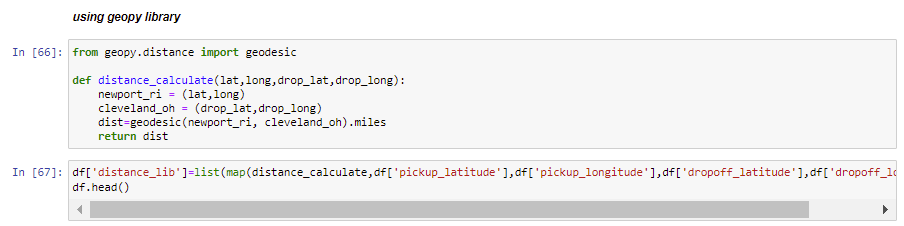 using geopy library
In [66]: from geopy.distance import geodesic
def distance_calculate(lat,long,drop_lat,drop_long):
newport_ri = (lat,long)
cleveland_oh = (drop_lat,drop_long)
dist=geodesic(newport_ri, cleveland_oh).miles
return dist
In [67]: df['distance_lib']=list(map(distance_calculate,df['pickup_latitude'],df['pickup_longitude'],df['dropoff_latitude'],df['dropoff_lo
df.head()